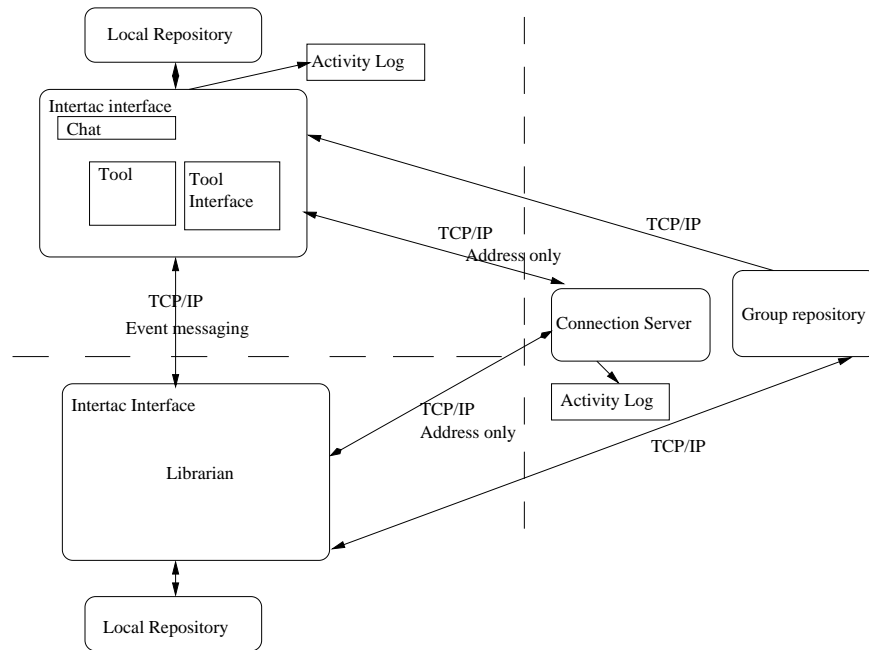 Local Repository
Activity Log
Intertac interface
Chat
Tool
Tool
Interface
TCP/IP
TCP/IP
Address only
TCP/IP
Event messaging
Connection Server
Group repository
Intertac Interface
Activity Log
TCP/IP
Address only
TCP/IP
Librarian
Local Repository